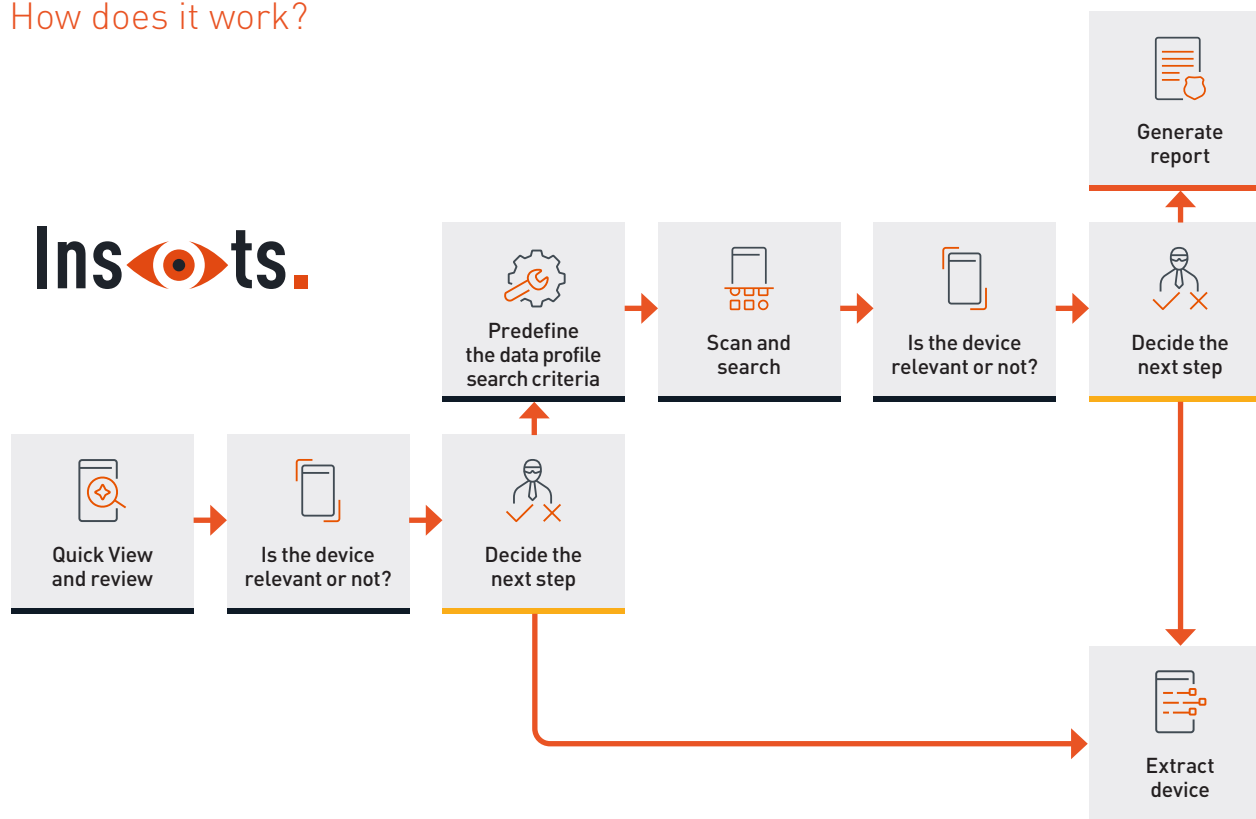 How does it work?
Generate
report
Ins ts.
Predefine
the data profile
search criteria
Scan and
search
Is the device
relevant or not?
Decide the
next step
Quick View
and review
Is the device
relevant or not?
Decide the
next step
Extract
device